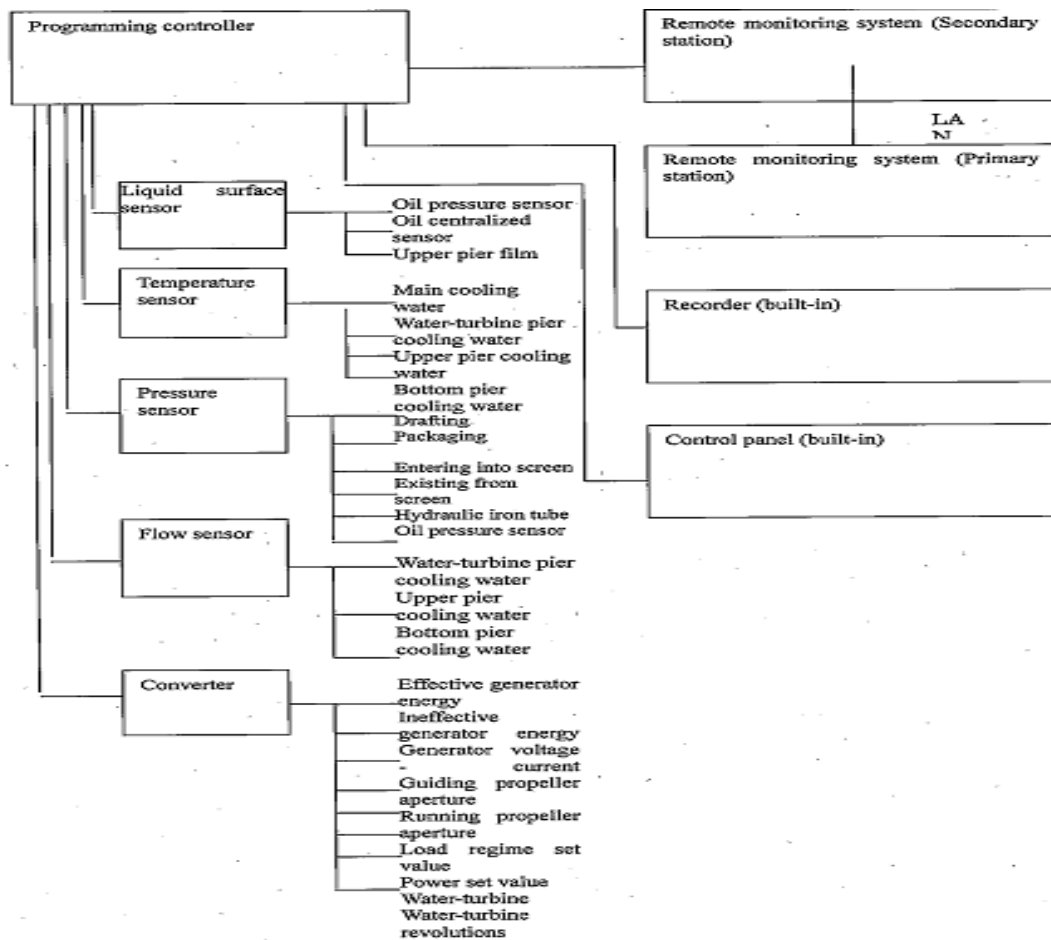 Programming controller
Remote monitoring system (Secondary
station)
LA
N
Remote monitoring system (Primary
station)
Liquid surface
sensor
Oil pressure sensor
Oil centralized
sensor
Upper pier film
Temperature
sensor
Main cooling
water
Water-turbine pier
cooling water
Upper pier cooling
water
Bottom pier
cooling water
Recorder (built-in)
Pressure
sensor
Drafting
Packaging
Entering into screen
Existing from
screen
Hydraulic iron tube
Oil pressure sensor
Control panel (built-in)
Flow sensor
Water-turbine pier
cooling water
Upper pier
cooling water
Bottom pier
cooling water
Converter
Effective generator
energy
Ineffective
generator energy
Generator voltage
- current
Guiding propeller
aperture
Running propeller
aperture
Load regime set
value
Power set value
Water-turbine
Water-turbine
revolutions